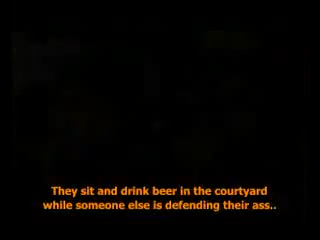 They sit and drink beer in the courtyard
while someone else is defending their ass..